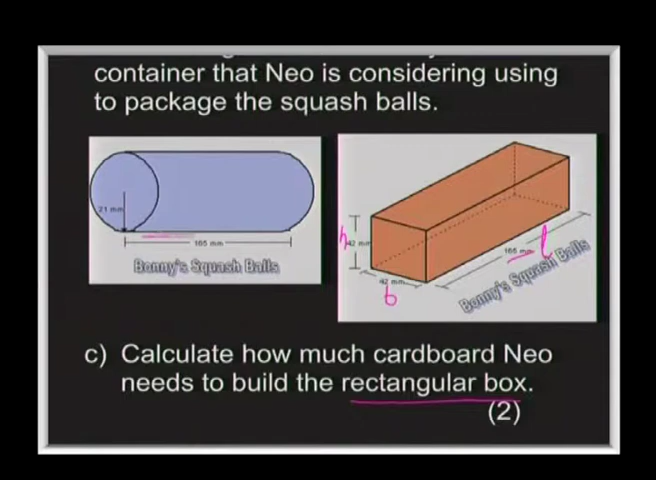 container that Neo is considering using
to package the squash balls.
21 mm
165 mm
Bonny's Squash Balls
h
42 mm
42 mm
b
165 mm
l
Bonny's Squash Balls
c) Calculate how much cardboard Neo
needs to build the rectangular box.
(2)